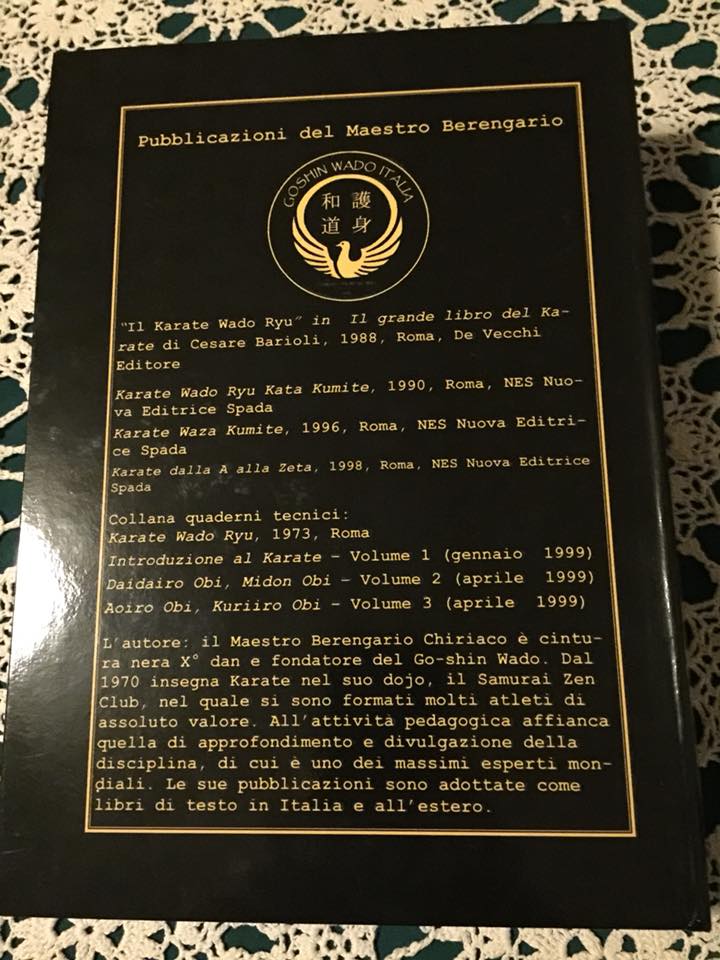 Pubblicazioni del Maestro Berengario
GOSHIN WADO ITALIA
和 護
道 身
"Il Karate Wado Ryu" in Il grande libro del Ka-
rate di Cesare Barioli, 1988, Roma, De Vecchi
Editore
Karate Wado Ryu Kata Kumite, 1990, Roma, NES Nuo-
va Editrice Spada
Karate Waza Kumite, 1996, Roma, NES Nuova Editri-
ce Spada
Karate dalla A alla Zeta, 1998, Roma, NES Nuova Editrice
Spada
Collana quaderni tecnici:
Karate Wado Ryu, 1973, Roma
Introduzione al Karate – Volume 1 (gennaio 1999)
Daidairo Obi, Midon Obi – Volume 2 (aprile 1999)
Aoiro Obi, Kuriiro Obi – Volume 3 (aprile 1999)
L'autore: il Maestro Berengario Chiriaco è cintu-
ra nera X° dan e fondatore del Go-shin Wado. Dal
1970 insegna Karate nel suo dojo, il Samurai Zen
Club, nel quale si sono formati molti atleti di
assoluto valore. All'attività pedagogica affianca
quella di approfondimento e divulgazione della
disciplina, di cui è uno dei massimi esperti mon-
diali. Le sue pubblicazioni sono adottate come
libri di testo in Italia e all'estero.